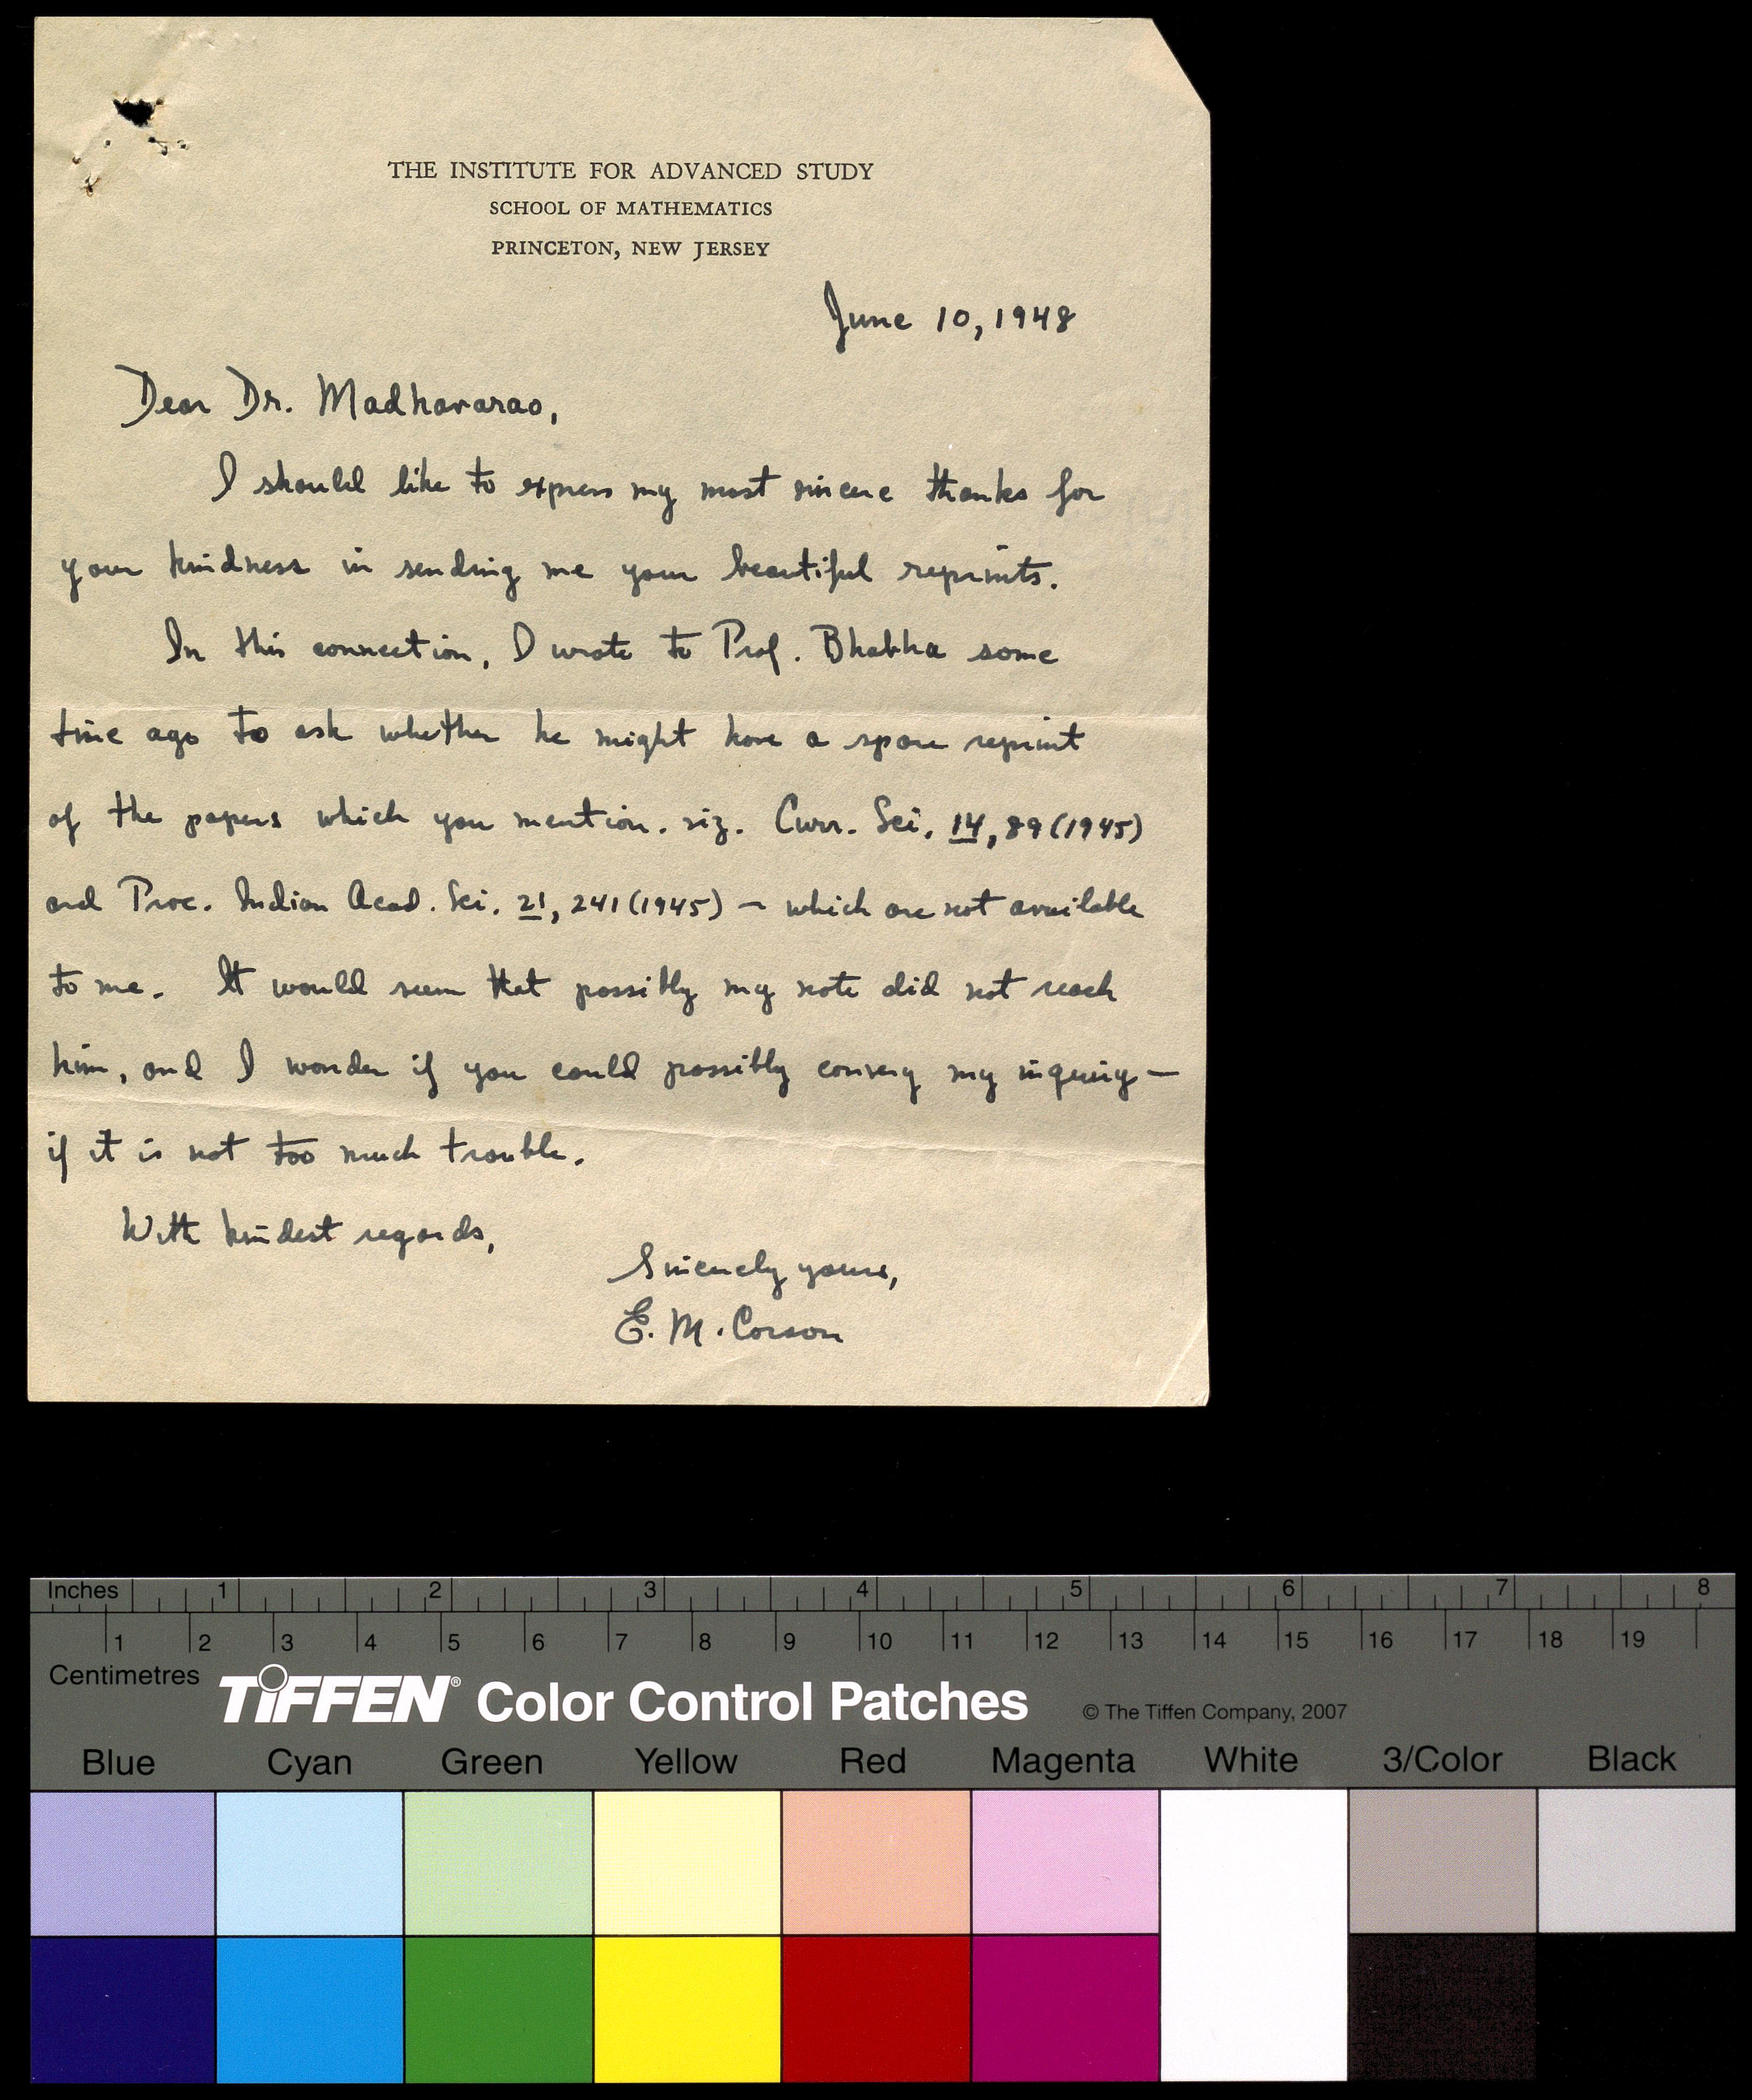 THE INSTITUTE FOR ADVANCED STUDY
SCHOOL OF MATHEMATICS
PRINCETON, NEW JERSEY
June 10, 1948
Dear Dr. Madhavarao,
I should like to express my most sincere thanks for
your kindness in sending me your beautiful reprints.
In this connection, I wrote to Prof. Bhabha some
time ago to ask whether he might have a spare reprint
of the papers which you mention. viz. Curr. Sci. 14, 89 (1945)
and Proc. Indian Acad. Sci. 21, 241 (1945) – which are not available
to me. It would seem that possibly my note did not reach
him, and I wonder if you could possibly convey my inquiry –
if it is not too much trouble.
With kindest regards,
Sincerely yours,
E. M. Corson
Inches 1 2 3 4 5 6 7 8
1 2 3 4 5 6 7 8 9 10 11 12 13 14 15 16 17 18 19
Centimetres
TIFFEN® Color Control Patches © The Tiffen Company, 2007
Blue Cyan Green Yellow Red Magenta White 3/Color Black